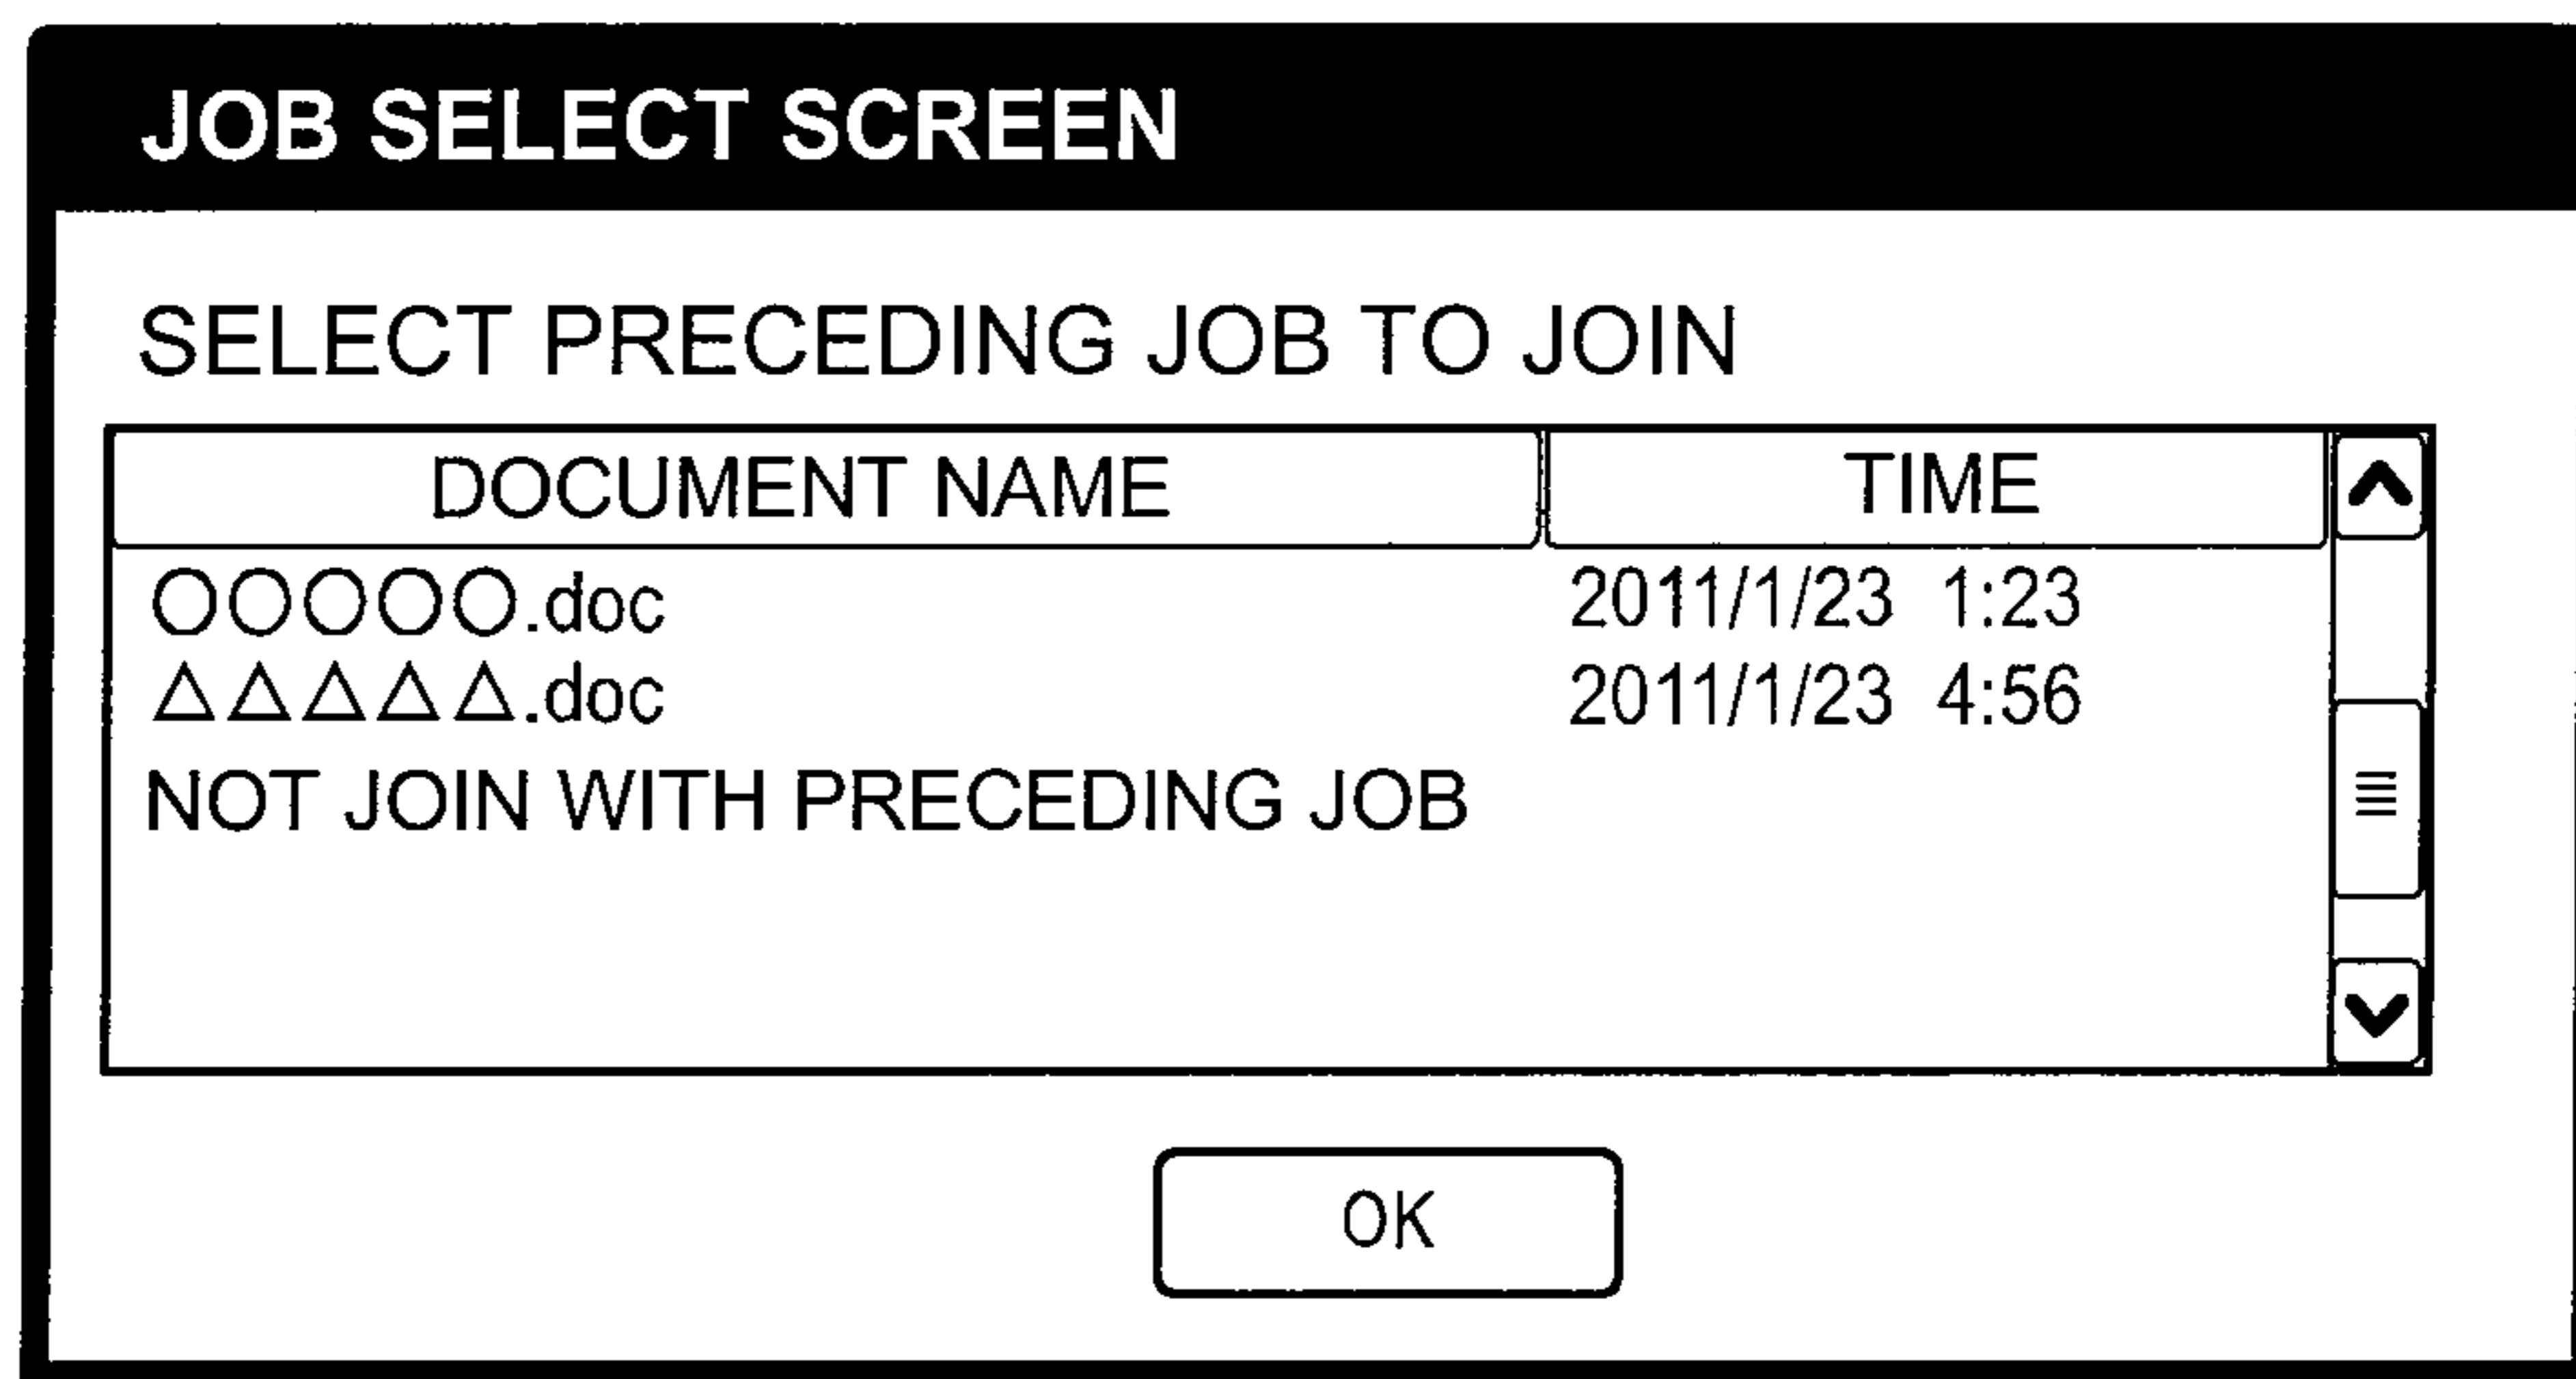 JOB SELECT SCREEN
SELECT PRECEDING JOB TO JOIN
DOCUMENT NAME TIME
○○○○○.doc 2011/1/23 1:23
△△△△△.doc 2011/1/23 4:56
NOT JOIN WITH PRECEDING JOB
OK